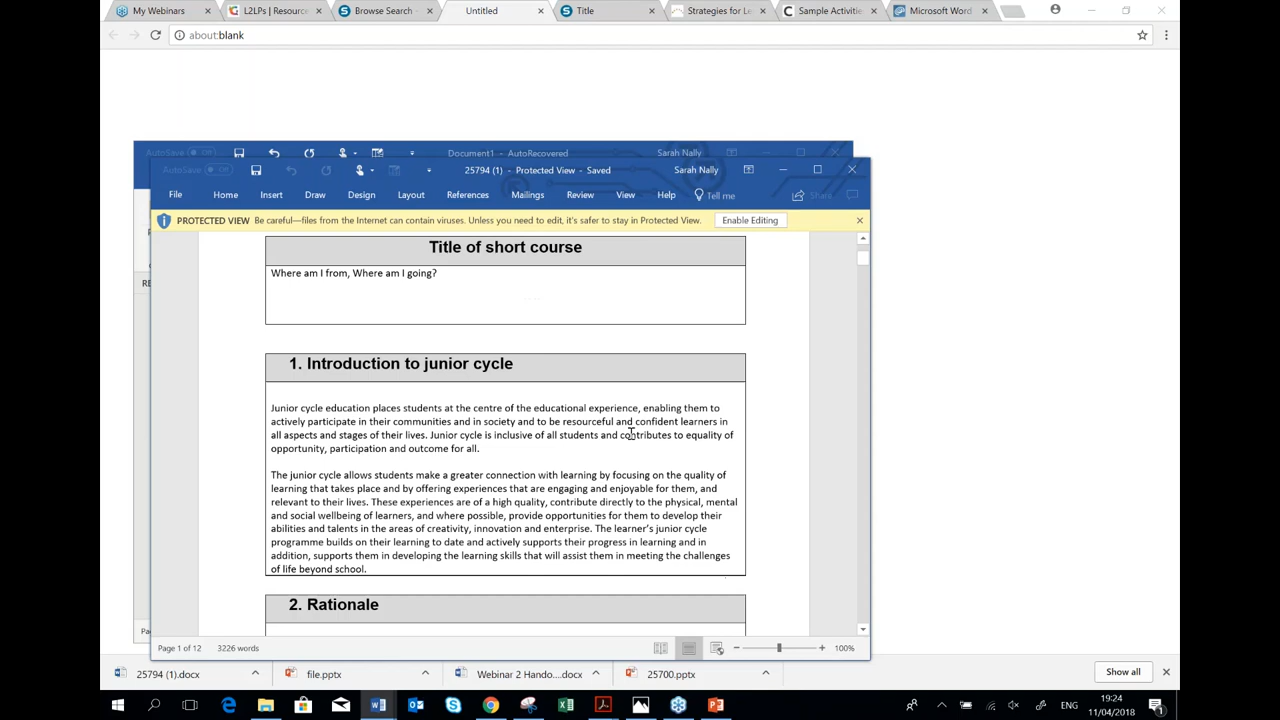 My Webinars
L2LPs | Resource
Browse Search -
Untitled
Title
Strategies for Le
Sample Activities
Microsoft Word
about:blank
AutoSave Off
Document1 - AutoRecovered
Sarah Nally
AutoSave Off
25794 (1) - Protected View - Saved
Sarah Nally
File
Home
Insert
Draw
Design
Layout
References
Mailings
Review
View
Help
Tell me
Share
PROTECTED VIEW Be careful—files from the Internet can contain viruses. Unless you need to edit, it's safer to stay in Protected View.
Enable Editing
Title of short course
Where am I from, Where am I going?
1. Introduction to junior cycle
Junior cycle education places students at the centre of the educational experience, enabling them to
actively participate in their communities and in society and to be resourceful and confident learners in
all aspects and stages of their lives. Junior cycle is inclusive of all students and contributes to equality of
opportunity, participation and outcome for all.
The junior cycle allows students make a greater connection with learning by focusing on the quality of
learning that takes place and by offering experiences that are engaging and enjoyable for them, and
relevant to their lives. These experiences are of a high quality, contribute directly to the physical, mental
and social wellbeing of learners, and where possible, provide opportunities for them to develop their
abilities and talents in the areas of creativity, innovation and enterprise. The learner's junior cycle
programme builds on their learning to date and actively supports their progress in learning and in
addition, supports them in developing the learning skills that will assist them in meeting the challenges
of life beyond school.
2. Rationale
Page 1 of 12
3226 words
100%
25794 (1).docx
file.pptx
Webinar 2 Hando....docx
25700.pptx
Show all
ENG
19:24
11/04/2018